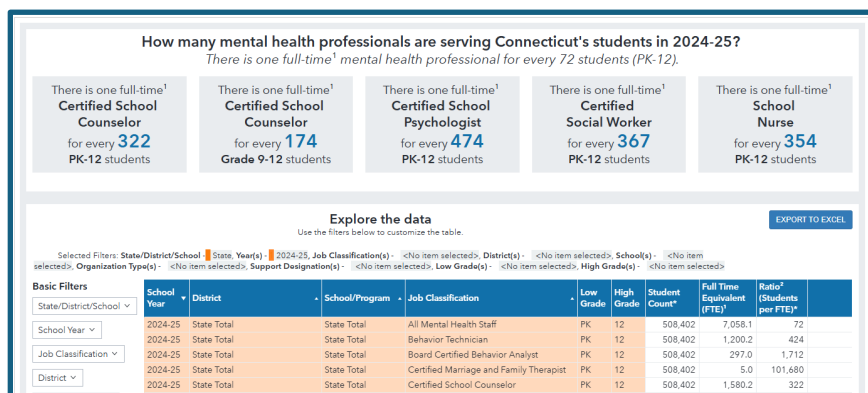 How many mental health professionals are serving Connecticut's students in 2024-25?
There is one full-time¹ mental health professional for every 72 students (PK-12).
There is one full-time¹
Certified School
Counselor
for every 322
PK-12 students
There is one full-time¹
Certified School
Counselor
for every 174
Grade 9-12 students
There is one full-time¹
Certified School
Psychologist
for every 474
PK-12 students
There is one full-time¹
Certified
Social Worker
for every 367
PK-12 students
There is one full-time¹
School
Nurse
for every 354
PK-12 students
Explore the data
Use the filters below to customize the table.
EXPORT TO EXCEL
Selected Filters: State/District/School - State, Year(s) - 2024-25, Job Classification(s) - <No item selected>, District(s) - <No item selected>, School(s) - <No item
selected>, Organization Type(s) - <No item selected>, Support Designation(s) - <No item selected>, Low Grade(s) - <No item selected>, High Grade(s) - <No item selected>
Basic Filters
State/District/School
School Year
Job Classification
District
School Year District School/Program Job Classification Low Grade High Grade Student Count* Full Time Equivalent (FTE)¹ Ratio² (Students per FTE)*
2024-25 State Total State Total All Mental Health Staff PK 12 508,402 7,058.1 72
2024-25 State Total State Total Behavior Technician PK 12 508,402 1,200.2 424
2024-25 State Total State Total Board Certified Behavior Analyst PK 12 508,402 297.0 1,712
2024-25 State Total State Total Certified Marriage and Family Therapist PK 12 508,402 5.0 101,680
2024-25 State Total State Total Certified School Counselor PK 12 508,402 1,580.2 322